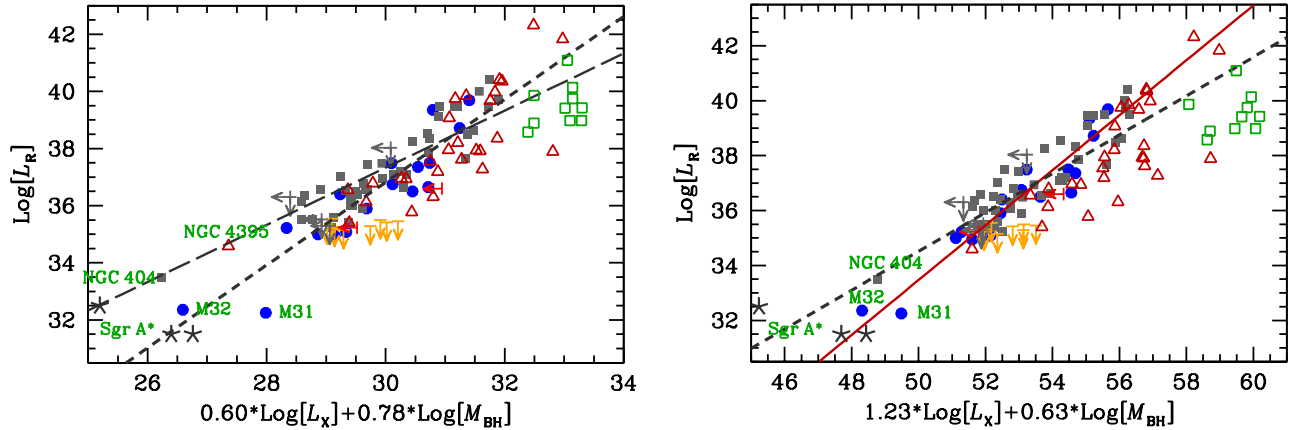 42
40
38
36
34
32
Log[L_R]
NGC 4395
NGC 404
M32
M31
Sgr A*
26 28 30 32 34
0.60*Log[L_X]+0.78*Log[M_BH]
42
40
38
36
34
32
Log[L_R]
NGC 404
M32
M31
Sgr A*
46 48 50 52 54 56 58 60
1.23*Log[L_X]+0.63*Log[M_BH]